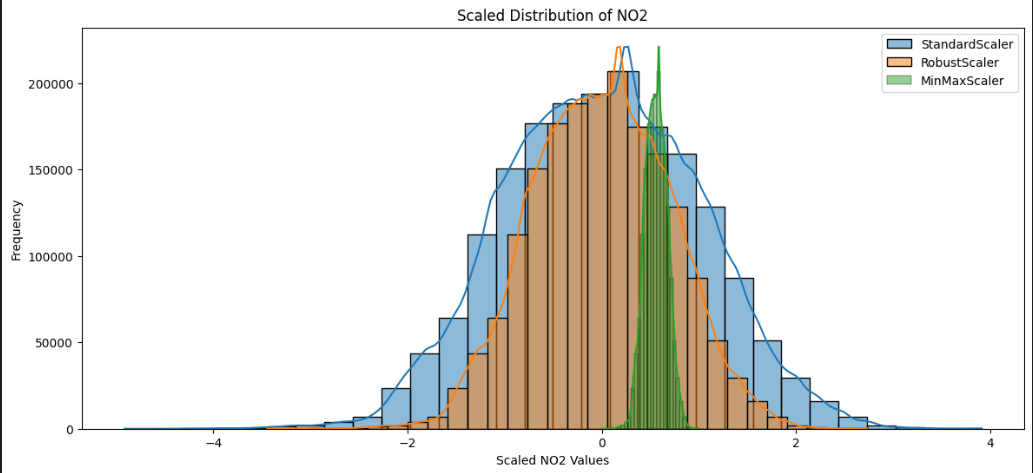 Scaled Distribution of NO2
StandardScaler
RobustScaler
MinMaxScaler
200000
150000
100000
50000
0
Frequency
−4 −2 0 2 4
Scaled NO2 Values